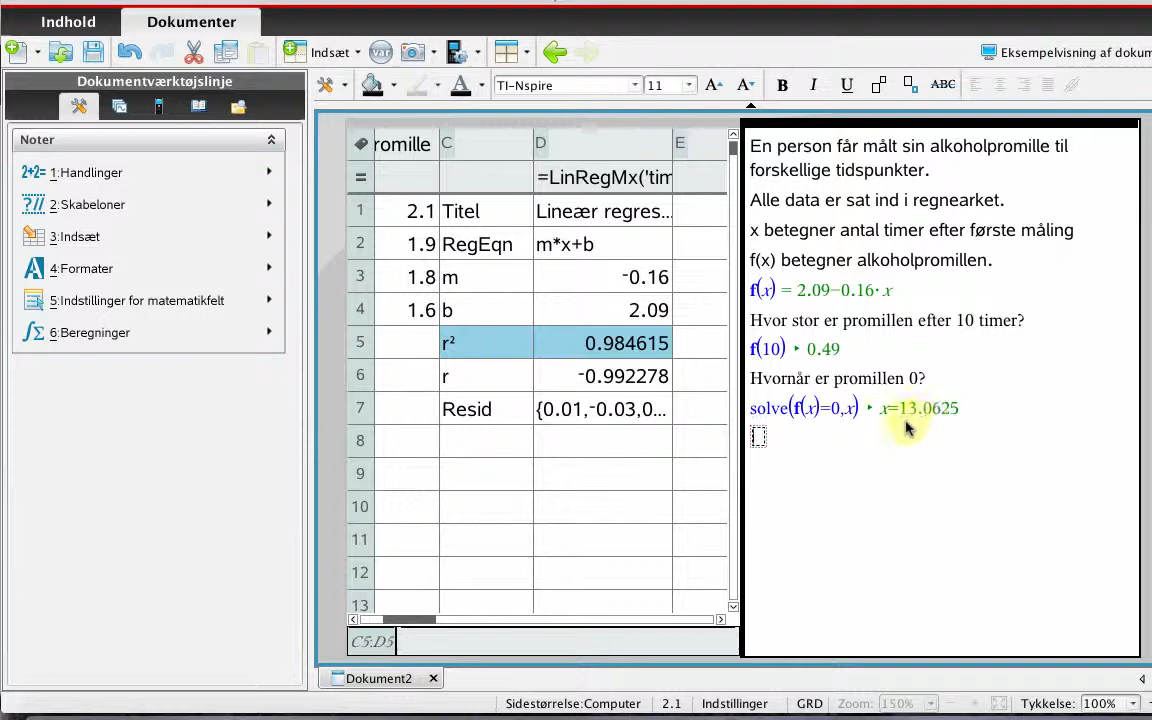 Indhold Dokumenter
Indsæt var Eksempelvisning af dokum
Dokumentværktøjslinje
TI-Nspire 11 A A B I U ABC
Noter
2+2= 1:Handlinger
?// 2:Skabeloner
3:Indsæt
4:Formater
5:Indstillinger for matematikfelt
∫Σ 6:Beregninger
romille C D E
= =LinRegMx('tim
1 2.1 Titel Lineær regres...
2 1.9 RegEqn m*x+b
3 1.8 m ⁻0.16
4 1.6 b 2.09
5 r² 0.984615
6 r ⁻0.992278
7 Resid {0.01,⁻0.03,0...
8
9
10
11
12
13
C5:D5
En person får målt sin alkoholpromille til
forskellige tidspunkter.
Alle data er sat ind i regnearket.
x betegner antal timer efter første måling
f(x) betegner alkoholpromillen.
f(x) = 2.09−0.16·x
Hvor stor er promillen efter 10 timer?
f(10) ▸ 0.49
Hvornår er promillen 0?
solve(f(x)=0,x) ▸ x=13.0625
Dokument2
Sidestørrelse:Computer 2.1 Indstillinger GRD Zoom: 150% Tykkelse: 100%